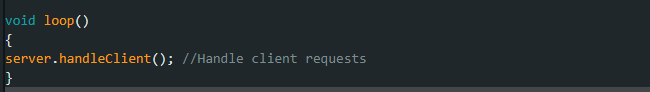 void loop()
{
server.handleClient(); //Handle client requests
}